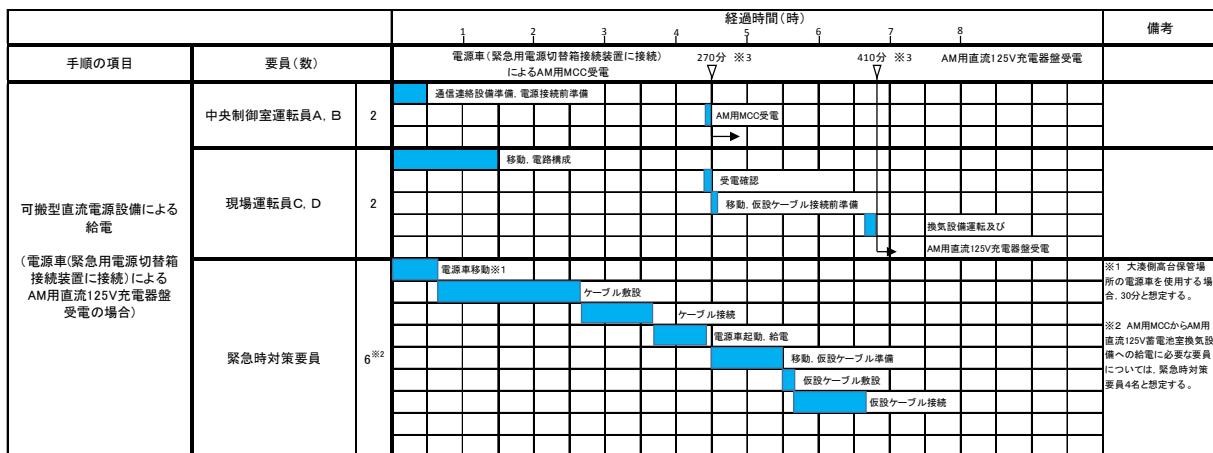 経過時間(時)
備考
1 2 3 4 5 6 7 8
手順の項目
要員(数)
電源車(緊急用電源切替箱接続装置に接続)
によるAM用MCC受電
270分 ※3
410分 ※3
AM用直流125V充電器盤受電
可搬型直流電源設備による
給電
(電源車(緊急用電源切替箱
接続装置に接続)による
AM用直流125V充電器盤
受電の場合)
中央制御室運転員A, B
2
通信連絡設備準備, 電源接続前準備
AM用MCC受電
現場運転員C, D
2
移動, 電路構成
受電確認
移動, 仮設ケーブル接続前準備
換気設備運転及び
AM用直流125V充電器盤受電
緊急時対策要員
6※2
電源車移動※1
ケーブル敷設
ケーブル接続
電源車起動, 給電
移動, 仮設ケーブル準備
仮設ケーブル敷設
仮設ケーブル接続
※1 大湊側高台保管場
所の電源車を使用する場
合, 30分と想定する。
※2 AM用MCCからAM用
直流125V蓄電池室換気設
備への給電に必要な要員
については, 緊急時対策
要員4名と想定する。